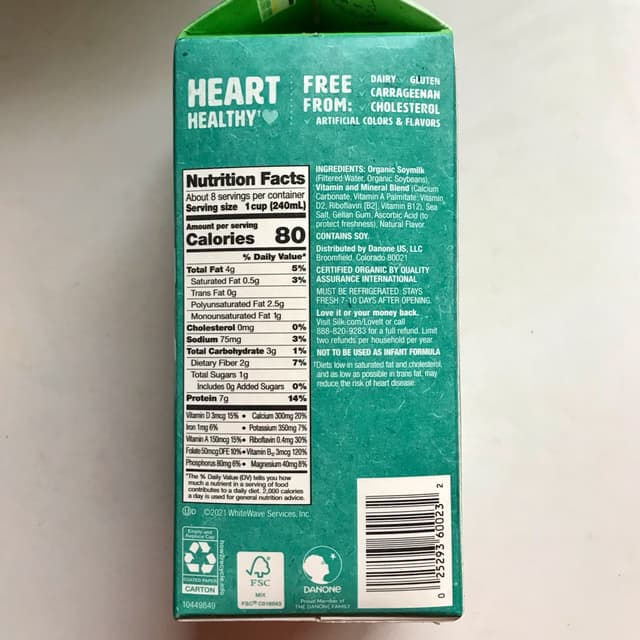 HEART
HEALTHY†
FREE
FROM:
✓ DAIRY ✓ GLUTEN
✓ CARRAGEENAN
✓ CHOLESTEROL
✓ ARTIFICIAL COLORS & FLAVORS
Nutrition Facts
About 8 servings per container
Serving size 1 cup (240mL)
Amount per serving
Calories 80
% Daily Value*
Total Fat 4g 5%
Saturated Fat 0.5g 3%
Trans Fat 0g
Polyunsaturated Fat 2.5g
Monounsaturated Fat 1g
Cholesterol 0mg 0%
Sodium 75mg 3%
Total Carbohydrate 3g 1%
Dietary Fiber 2g 7%
Total Sugars 1g
Includes 0g Added Sugars 0%
Protein 7g 14%
Vitamin D 3mcg 15% • Calcium 300mg 20%
Iron 1mg 6% • Potassium 350mg 7%
Vitamin A 150mcg 15% • Riboflavin 0.4mg 30%
Folate 50mcg DFE 10% • Vitamin B₁₂ 3mcg 120%
Phosphorus 80mg 6% • Magnesium 40mg 8%
*The % Daily Value (DV) tells you how
much a nutrient in a serving of food
contributes to a daily diet. 2,000 calories
a day is used for general nutrition advice.
INGREDIENTS: Organic Soymilk
(Filtered Water, Organic Soybeans),
Vitamin and Mineral Blend (Calcium
Carbonate, Vitamin A Palmitate, Vitamin
D2, Riboflavin [B2], Vitamin B12), Sea
Salt, Gellan Gum, Ascorbic Acid (to
protect freshness), Natural Flavor.
CONTAINS SOY.
Distributed by Danone US, LLC
Broomfield, Colorado 80021
CERTIFIED ORGANIC BY QUALITY
ASSURANCE INTERNATIONAL
MUST BE REFRIGERATED. STAYS
FRESH 7-10 DAYS AFTER OPENING.
Love it or your money back.
Visit Silk.com/LoveIt or call
888-820-9283 for a full refund. Limit
two refunds per household per year.
NOT TO BE USED AS INFANT FORMULA
†Diets low in saturated fat and cholesterol,
and as low as possible in trans fat, may
reduce the risk of heart disease.
U D ©2021 WhiteWave Services, Inc.
Empty and
Replace Cap
COATED PAPER
CARTON
how2recycle.info
10449849
FSC
MIX
DANONE
Proud Member of
THE DANONE FAMILY
0 25293 60023 2